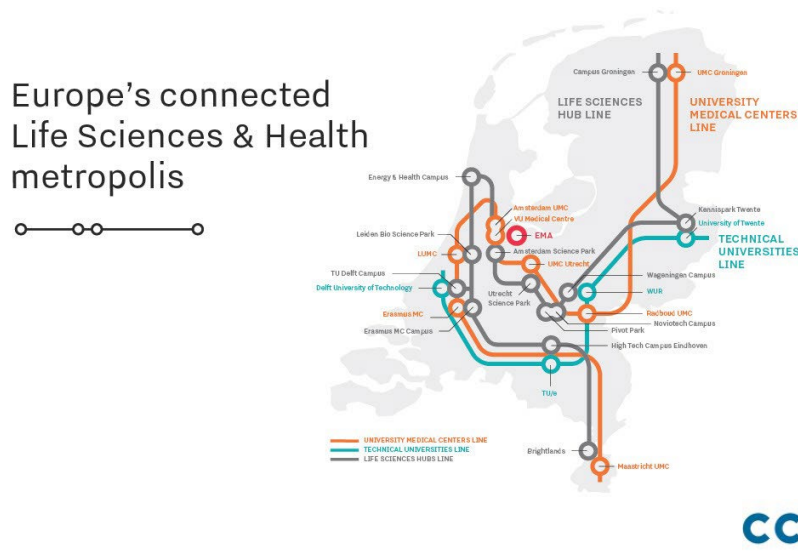 Europe's connected
Life Sciences & Health
metropolis
Campus Groningen
UMC Groningen
LIFE SCIENCES
HUB LINE
UNIVERSITY
MEDICAL CENTERS
LINE
Energy & Health Campus
Amsterdam UMC
VU Medical Centre
EMA
Kennispark Twente
University of Twente
TECHNICAL
UNIVERSITIES
LINE
Leiden Bio Science Park
LUMC
Amsterdam Science Park
UMC Utrecht
TU Delft Campus
Delft University of Technology
Utrecht
Science Park
Wageningen Campus
WUR
Erasmus MC
Erasmus MC Campus
Radboud UMC
Noviotech Campus
Pivot Park
High Tech Campus Eindhoven
TU/e
UNIVERSITY MEDICAL CENTERS LINE
TECHNICAL UNIVERSITIES LINE
LIFE SCIENCES HUBS LINE
Brightlands
Maastricht UMC